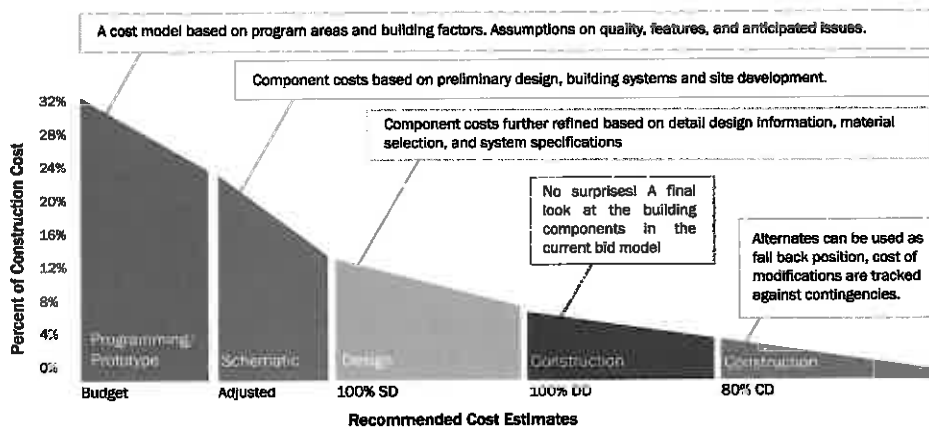 A cost model based on program areas and building factors. Assumptions on quality, features, and anticipated issues.
Component costs based on preliminary design, building systems and site development.
Component costs further refined based on detail design information, material
selection, and system specifications
No surprises! A final
look at the building
components in the
current bid model
Alternates can be used as
fall back position, cost of
modifications are tracked
against contingencies.
Percent of Construction Cost
32%
28%
24%
20%
16%
12%
8%
4%
0%
Programming/
Prototype
Schematic
Design
Construction
Construction
Budget
Adjusted
100% SD
100% DD
80% CD
Recommended Cost Estimates